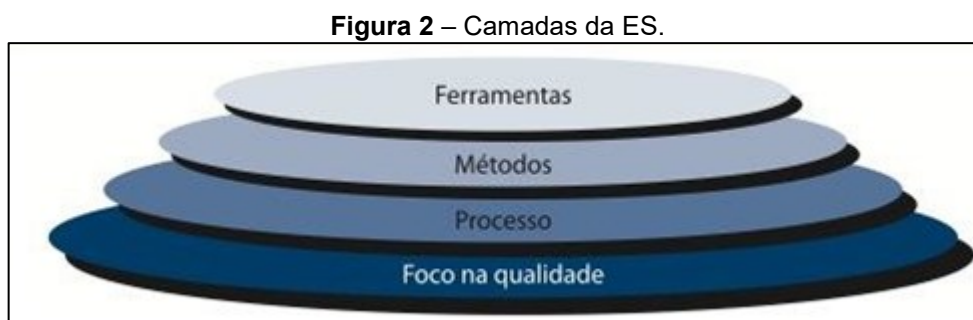 Figura 2 – Camadas da ES.
Ferramentas
Métodos
Processo
Foco na qualidade